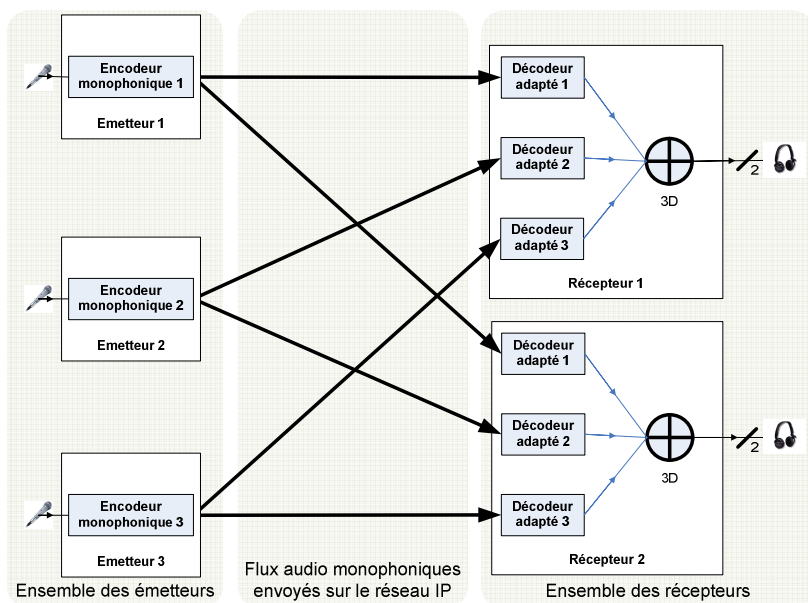 Encodeur
monophonique 1
Emetteur 1
Encodeur
monophonique 2
Emetteur 2
Encodeur
monophonique 3
Emetteur 3
Ensemble des émetteurs
Flux audio monophoniques
envoyés sur le réseau IP
Décodeur
adapté 1
Décodeur
adapté 2
Décodeur
adapté 3
3D
2
Récepteur 1
Décodeur
adapté 1
Décodeur
adapté 2
Décodeur
adapté 3
3D
2
Récepteur 2
Ensemble des récepteurs